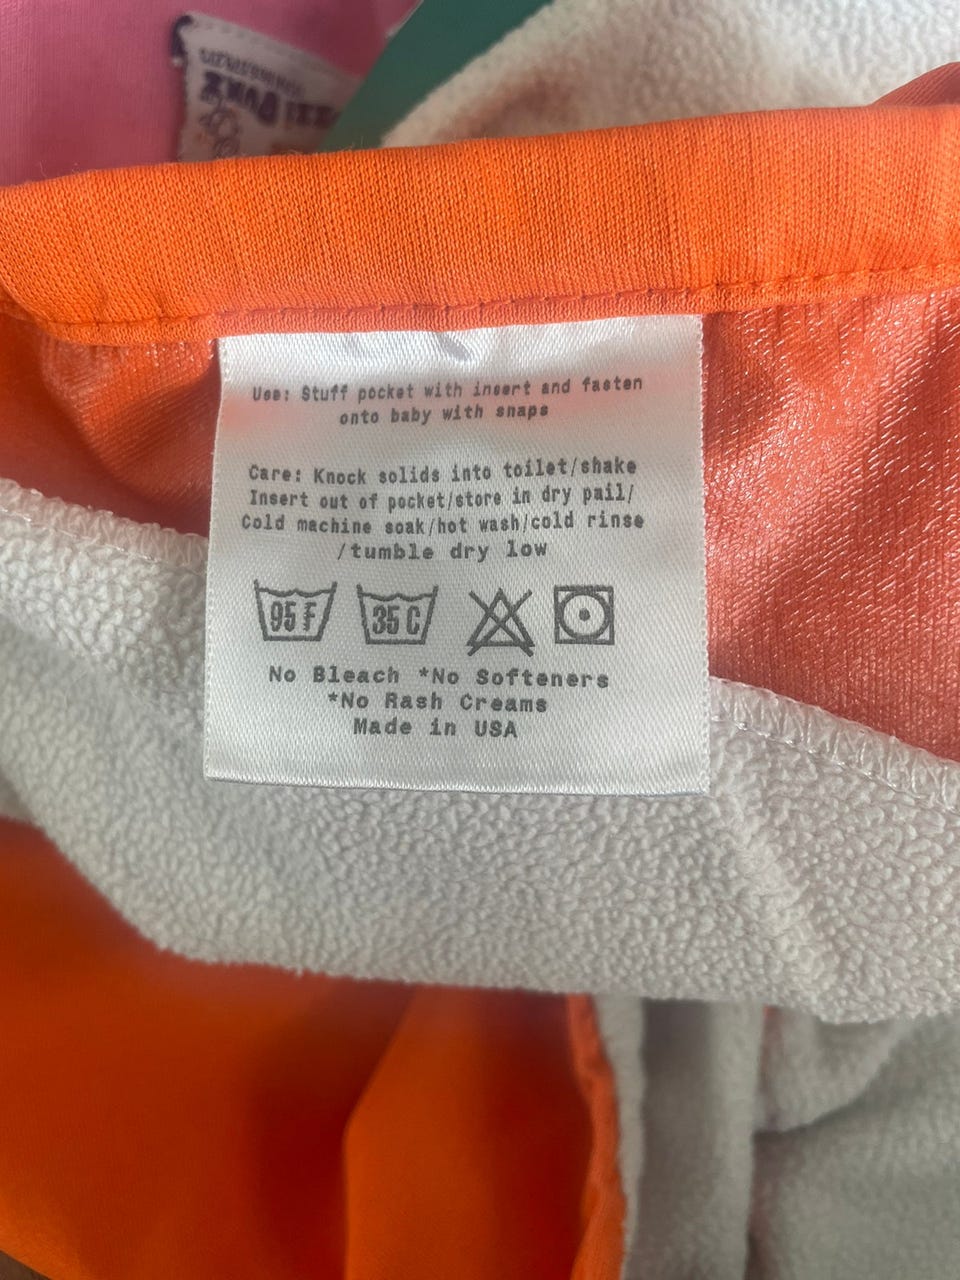 Use: Stuff pocket with insert and fasten
onto baby with snaps
Care: Knock solids into toilet/shake
Insert out of pocket/store in dry pail/
Cold machine soak/hot wash/cold rinse
/tumble dry low
95 F 35 C
No Bleach *No Softeners
*No Rash Creams
Made in USA